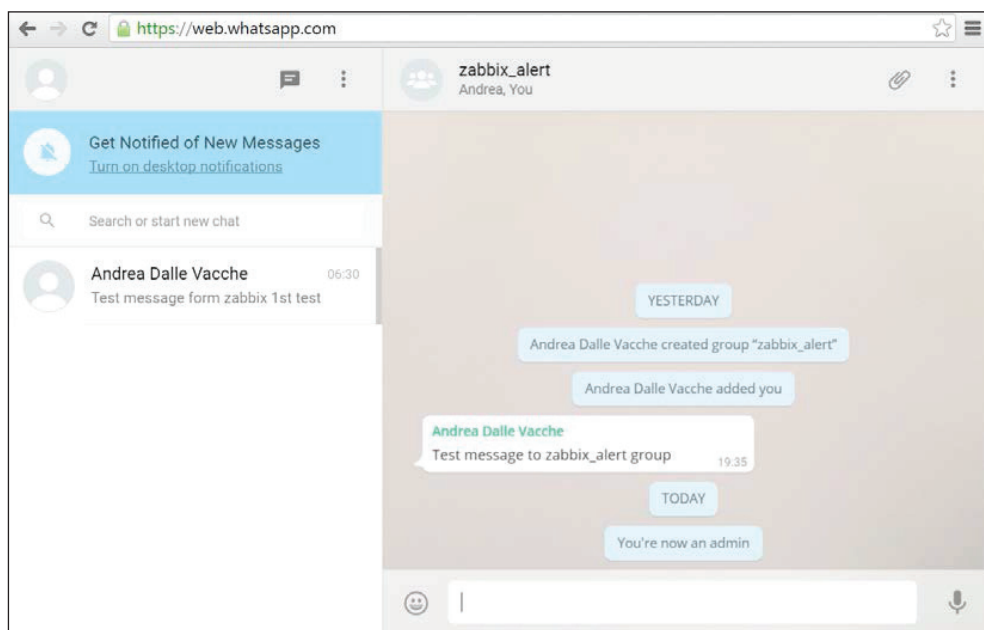 https://web.whatsapp.com
zabbix_alert
Andrea, You
Get Notified of New Messages
Turn on desktop notifications
Search or start new chat
Andrea Dalle Vacche 06:30
Test message form zabbix 1st test
YESTERDAY
Andrea Dalle Vacche created group “zabbix_alert”
Andrea Dalle Vacche added you
Andrea Dalle Vacche
Test message to zabbix_alert group 19:35
TODAY
You're now an admin